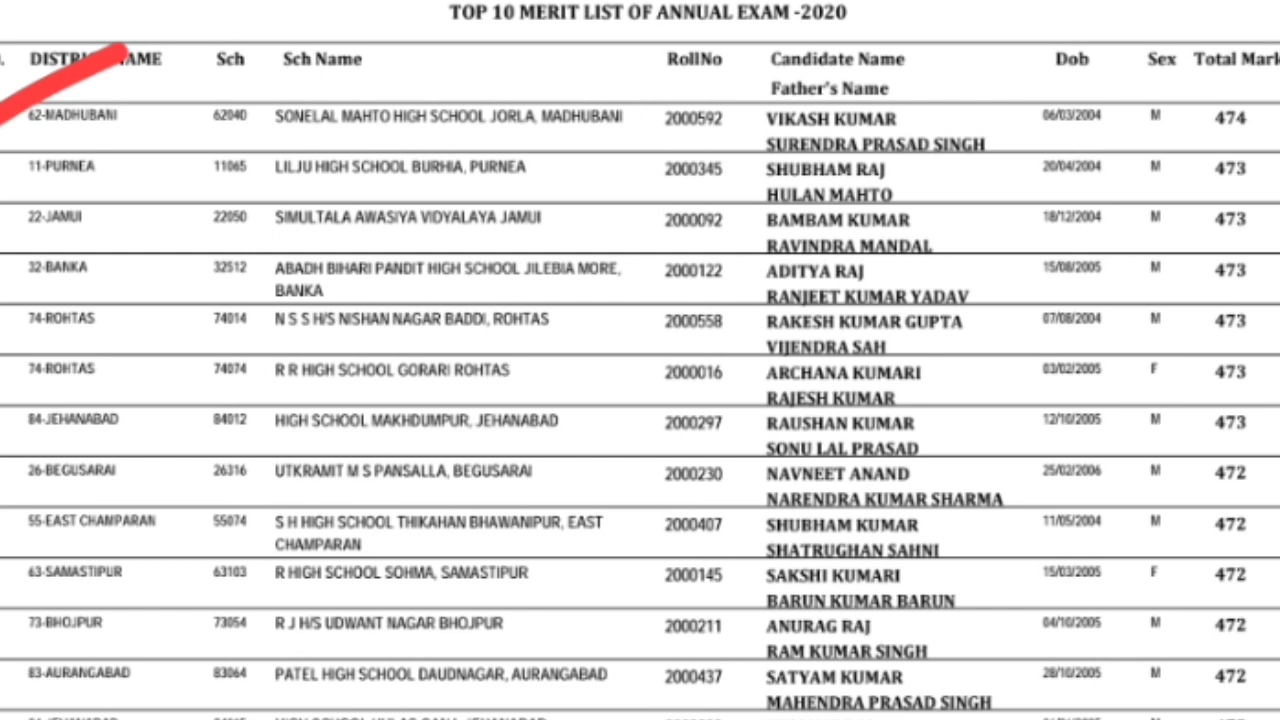 TOP 10 MERIT LIST OF ANNUAL EXAM -2020
DISTRICT NAME Sch Sch Name RollNo Candidate Name Dob Sex Total Mark
Father's Name
62-MADHUBANI 62040 SONELAL MAHTO HIGH SCHOOL JORLA, MADHUBANI 2000592 VIKASH KUMAR 06/03/2004 M 474
SURENDRA PRASAD SINGH
11-PURNEA 11065 LILJU HIGH SCHOOL BURHIA, PURNEA 2000345 SHUBHAM RAJ 20/04/2004 M 473
HULAN MAHTO
22-JAMUI 22050 SIMULTALA AWASIYA VIDYALAYA JAMUI 2000092 BAMBAM KUMAR 18/12/2004 M 473
RAVINDRA MANDAL
32-BANKA 32512 ABADH BIHARI PANDIT HIGH SCHOOL JILEBIA MORE, 2000122 ADITYA RAJ 15/08/2005 M 473
BANKA RANJEET KUMAR YADAV
74-ROHTAS 74014 N S S H/S NISHAN NAGAR BADDI, ROHTAS 2000558 RAKESH KUMAR GUPTA 07/08/2004 M 473
VIJENDRA SAH
74-ROHTAS 74074 R R HIGH SCHOOL GORARI ROHTAS 2000016 ARCHANA KUMARI 03/02/2005 F 473
RAJESH KUMAR
84-JEHANABAD 84012 HIGH SCHOOL MAKHDUMPUR, JEHANABAD 2000297 RAUSHAN KUMAR 12/10/2005 M 473
SONU LAL PRASAD
26-BEGUSARAI 26316 UTKRAMIT M S PANSALLA, BEGUSARAI 2000230 NAVNEET ANAND 25/02/2006 M 472
NARENDRA KUMAR SHARMA
55-EAST CHAMPARAN 55074 S H HIGH SCHOOL THIKAHAN BHAWANIPUR, EAST 2000407 SHUBHAM KUMAR 11/05/2004 M 472
CHAMPARAN SHATRUGHAN SAHNI
63-SAMASTIPUR 63103 R HIGH SCHOOL SOHMA, SAMASTIPUR 2000145 SAKSHI KUMARI 15/03/2005 F 472
BARUN KUMAR BARUN
73-BHOJPUR 73054 R J H/S UDWANT NAGAR BHOJPUR 2000211 ANURAG RAJ 04/10/2005 M 472
RAM KUMAR SINGH
83-AURANGABAD 83064 PATEL HIGH SCHOOL DAUDNAGAR, AURANGABAD 2000437 SATYAM KUMAR 28/10/2005 M 472
MAHENDRA PRASAD SINGH